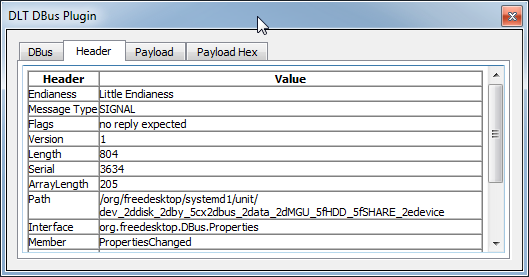 DLT DBus Plugin
DBus Header Payload Payload Hex
Header Value
Endianess Little Endianess
Message Type SIGNAL
Flags no reply expected
Version 1
Length 804
Serial 3634
ArrayLength 205
Path /org/freedesktop/systemd1/unit/
dev_2ddisk_2dby_5cx2dbus_2data_2dMGU_5fHDD_5fSHARE_2edevice
Interface org.freedesktop.DBus.Properties
Member PropertiesChanged